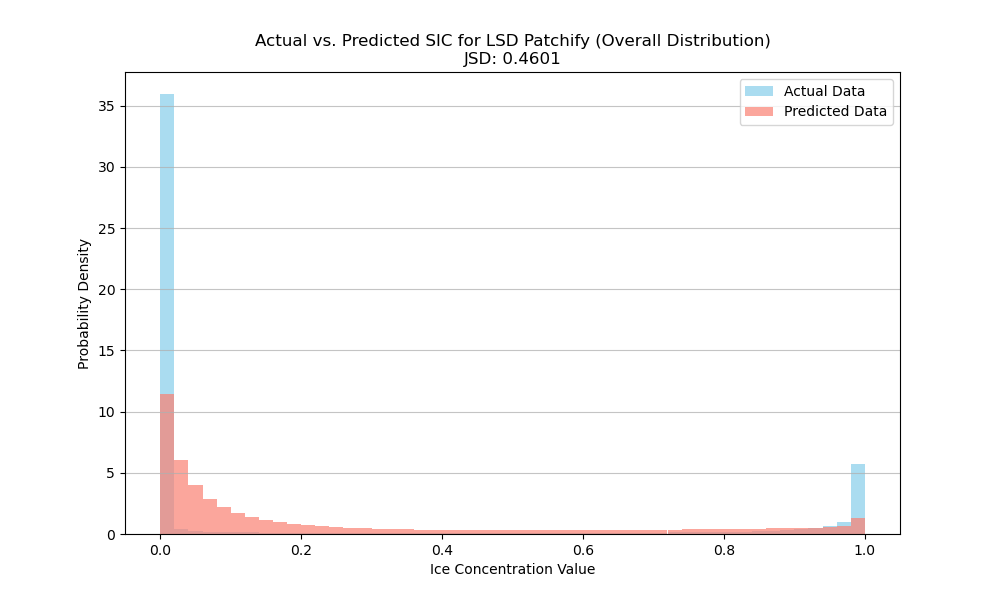 Actual vs. Predicted SIC for LSD Patchify (Overall Distribution)
JSD: 0.4601
Actual Data
Predicted Data
Probability Density
35
30
25
20
15
10
5
0
0.0 0.2 0.4 0.6 0.8 1.0
Ice Concentration Value